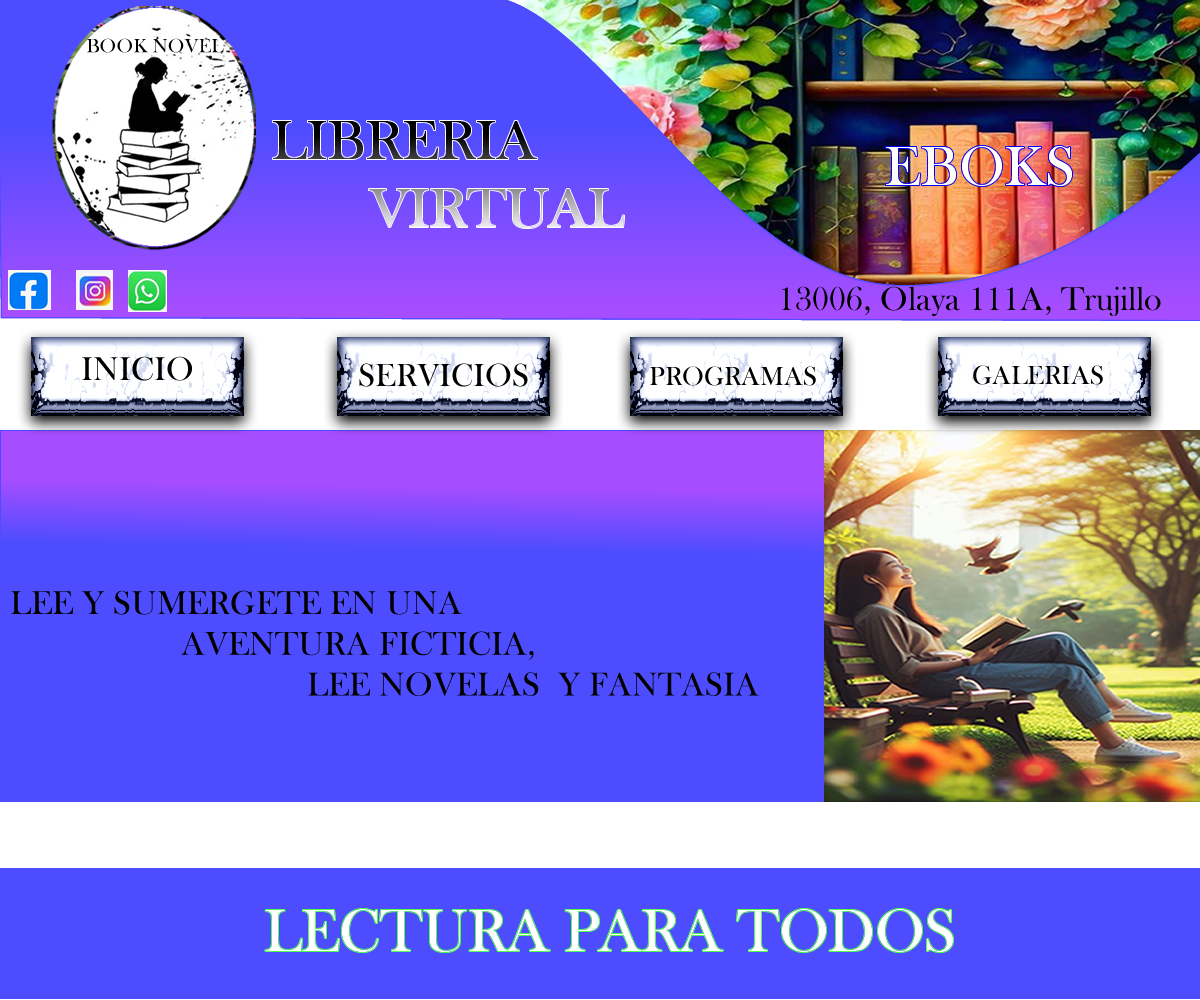 BOOK NOVEL
LIBRERIA
VIRTUAL
EBOKS
13006, Olaya 111A, Trujillo
INICIO
SERVICIOS
PROGRAMAS
GALERIAS
LEE Y SUMERGETE EN UNA
AVENTURA FICTICIA,
LEE NOVELAS Y FANTASIA
LECTURA PARA TODOS